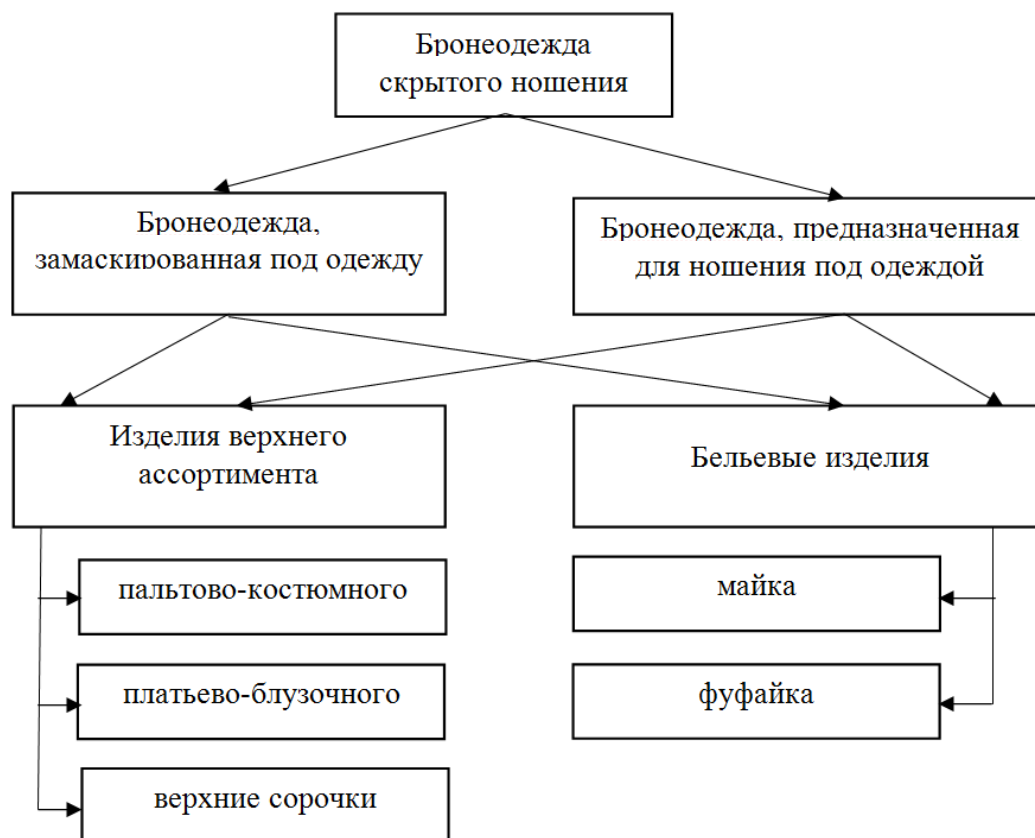 Бронеодежда
скрытого ношения
Бронеодежда,
замаскированная под одежду
Бронеодежда, предназначенная
для ношения под одеждой
Изделия верхнего
ассортимента
Бельевые изделия
пальтово-костюмного
майка
платьево-блузочного
фуфайка
верхние сорочки